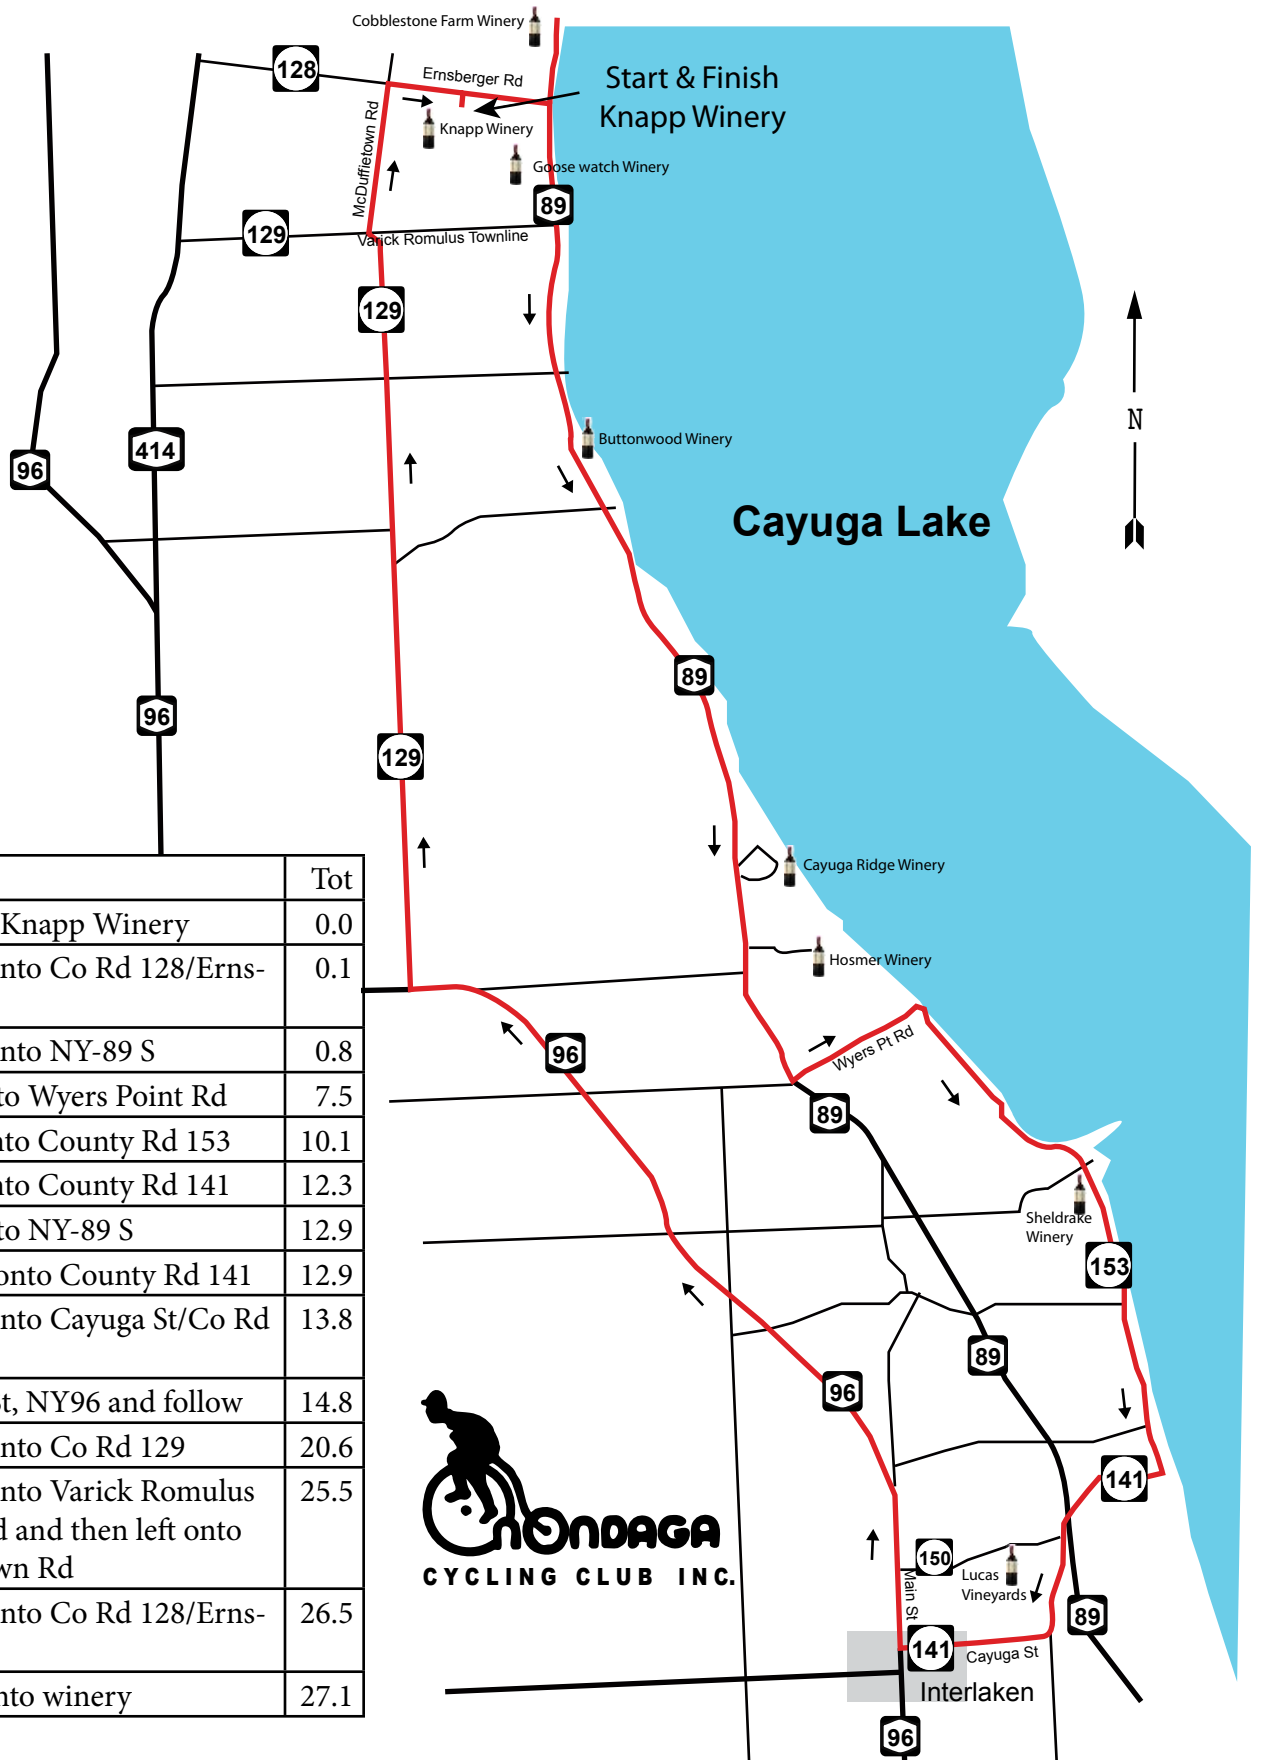 Cobblestone Farm Winery
128
Ernsberger Rd
Start & Finish
Knapp Winery
McDuffietown Rd
Knapp Winery
Goose watch Winery
89
129
Varick Romulus Townline
129
N
414
96
Buttonwood Winery
Cayuga Lake
89
96
129
Cayuga Ridge Winery
Hosmer Winery
96
Wyers Pt Rd
89
Sheldrake
Winery
153
89
96
141
150
Lucas
Vineyards
Main St
89
141
Cayuga St
Interlaken
96
Tot
Knapp Winery 0.0
nto Co Rd 128/Erns- 0.1
nto NY-89 S 0.8
to Wyers Point Rd 7.5
nto County Rd 153 10.1
nto County Rd 141 12.3
to NY-89 S 12.9
onto County Rd 141 12.9
nto Cayuga St/Co Rd 13.8
st, NY96 and follow 14.8
nto Co Rd 129 20.6
nto Varick Romulus 25.5
d and then left onto
wn Rd
nto Co Rd 128/Erns- 26.5
nto winery 27.1
OnONDAGA
CYCLING CLUB INC.